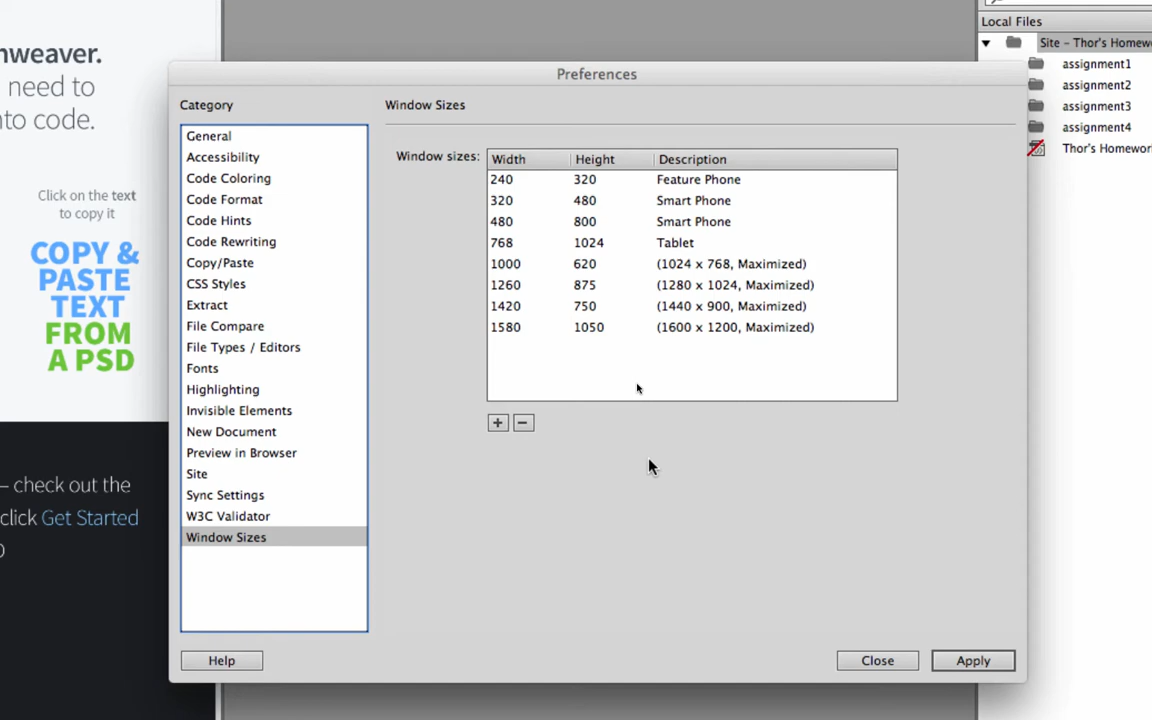 nweaver.
need to
nto code.
Click on the text
to copy it
COPY &
PASTE
TEXT
FROM
A PSD
– check out the
click Get Started
Preferences
Category
General
Accessibility
Code Coloring
Code Format
Code Hints
Code Rewriting
Copy/Paste
CSS Styles
Extract
File Compare
File Types / Editors
Fonts
Highlighting
Invisible Elements
New Document
Preview in Browser
Site
Sync Settings
W3C Validator
Window Sizes
Window Sizes
Window sizes:
Width Height Description
240 320 Feature Phone
320 480 Smart Phone
480 800 Smart Phone
768 1024 Tablet
1000 620 (1024 x 768, Maximized)
1260 875 (1280 x 1024, Maximized)
1420 750 (1440 x 900, Maximized)
1580 1050 (1600 x 1200, Maximized)
+ −
Help
Close
Apply
Local Files
Site – Thor's Homew
assignment1
assignment2
assignment3
assignment4
Thor's Homewor